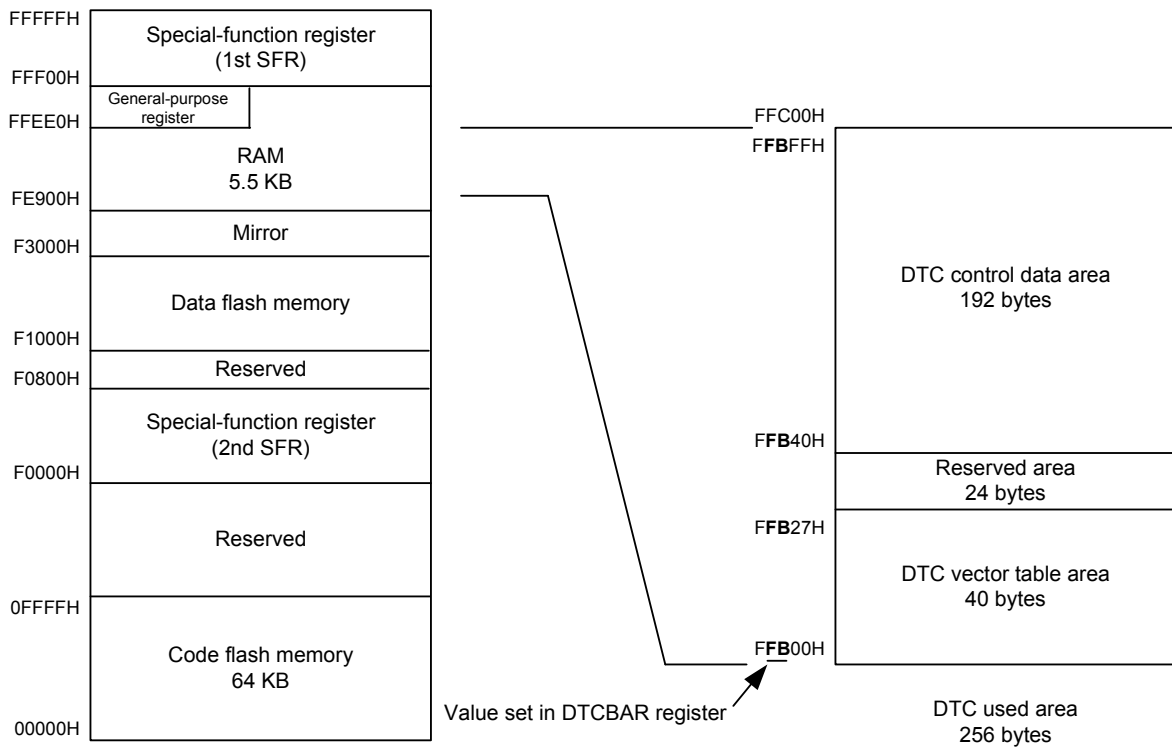 FFFFFH
Special-function register
(1st SFR)
FFF00H
General-purpose
register
FFEE0H
RAM
5.5 KB
FE900H
Mirror
F3000H
Data flash memory
F1000H
Reserved
F0800H
Special-function register
(2nd SFR)
F0000H
Reserved
0FFFFH
Code flash memory
64 KB
00000H
FFC00H
FFBFFH
DTC control data area
192 bytes
FFB40H
Reserved area
24 bytes
FFB27H
DTC vector table area
40 bytes
FFB00H
Value set in DTCBAR register
DTC used area
256 bytes